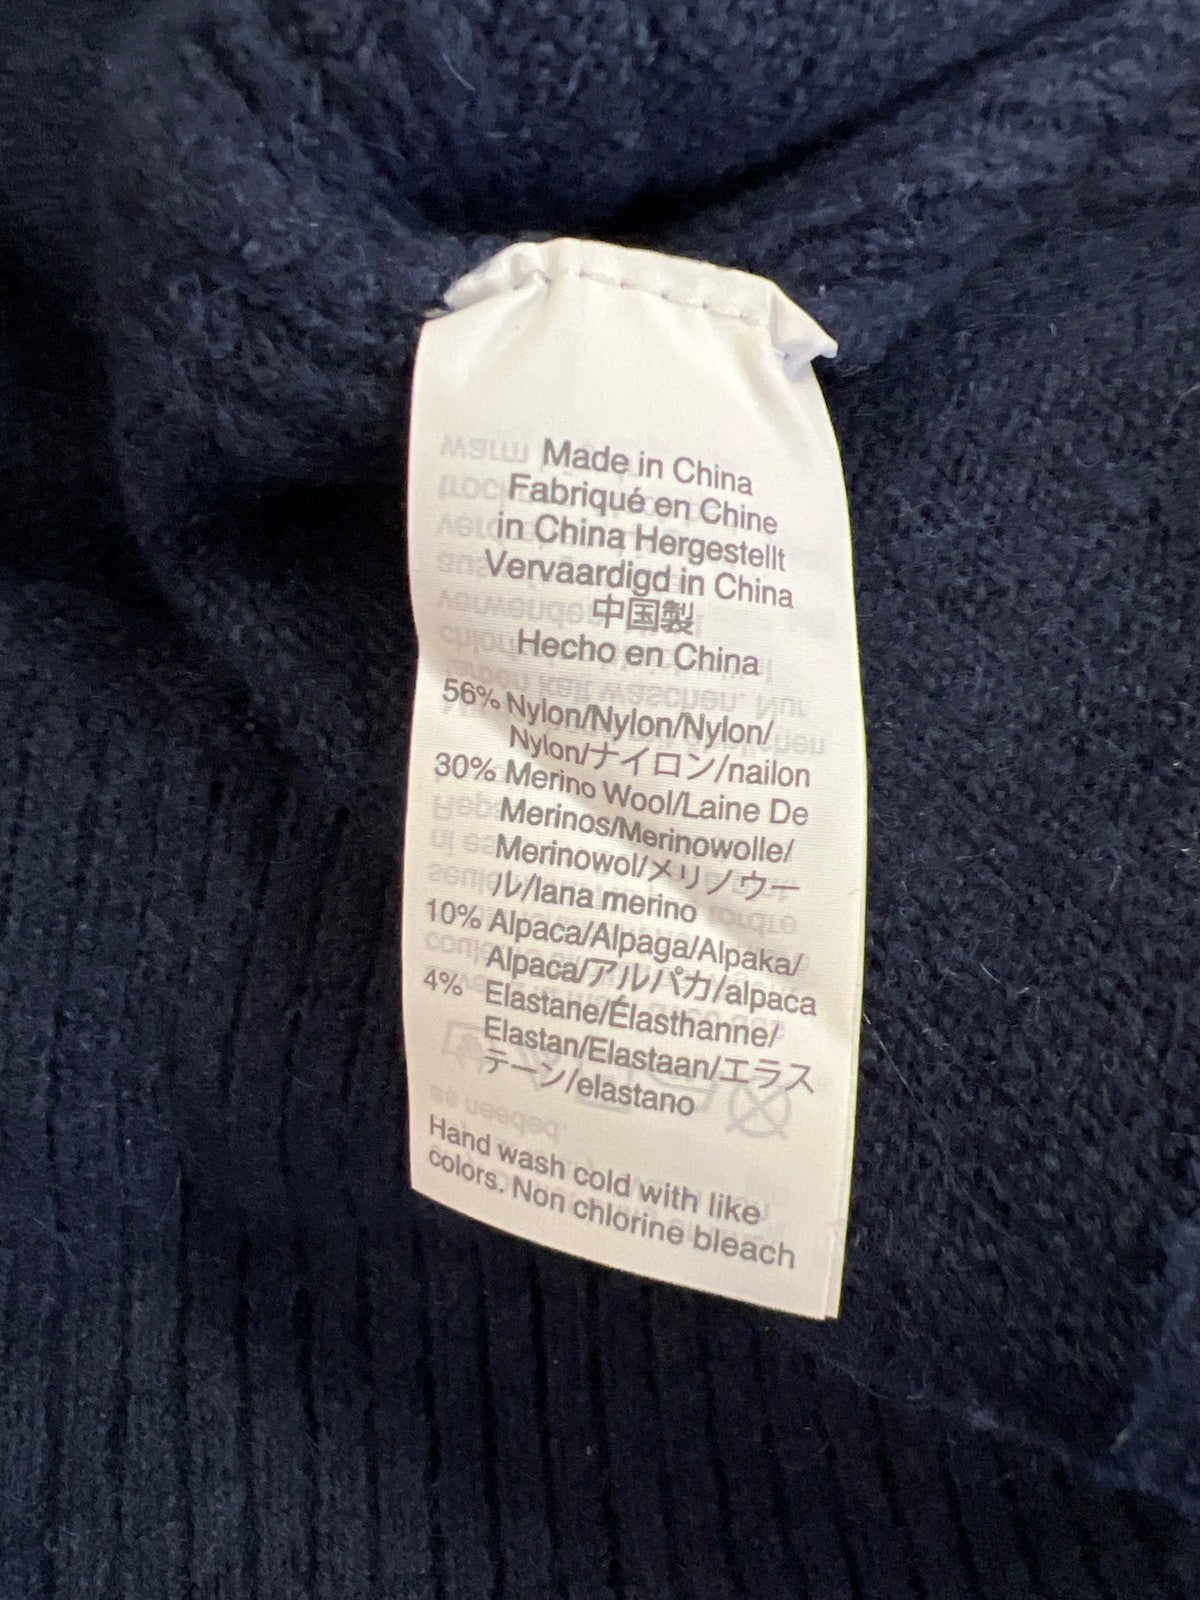 Made in China
Fabriqué en Chine
in China Hergestellt
Vervaardigd in China
中国製
Hecho en China
56% Nylon/Nylon/Nylon/
Nylon/ナイロン/nailon
30% Merino Wool/Laine De
Merinos/Merinowolle/
Merinowol/メリノウー
ル/lana merino
10% Alpaca/Alpaga/Alpaka/
Alpaca/アルパカ/alpaca
4% Elastane/Élasthanne/
Elastan/Elastaan/エラス
テーン/elastano
Hand wash cold with like
colors. Non chlorine bleach